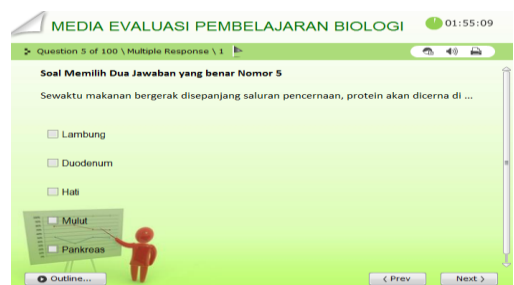 MEDIA EVALUASI PEMBELAJARAN BIOLOGI
01:55:09
Question 5 of 100 \ Multiple Response \ 1
Soal Memilih Dua Jawaban yang benar Nomor 5
Sewaktu makanan bergerak disepanjang saluran pencernaan, protein akan dicerna di ...
Lambung
Duodenum
Hati
Mulut
Pankreas
Outline...
< Prev
Next >